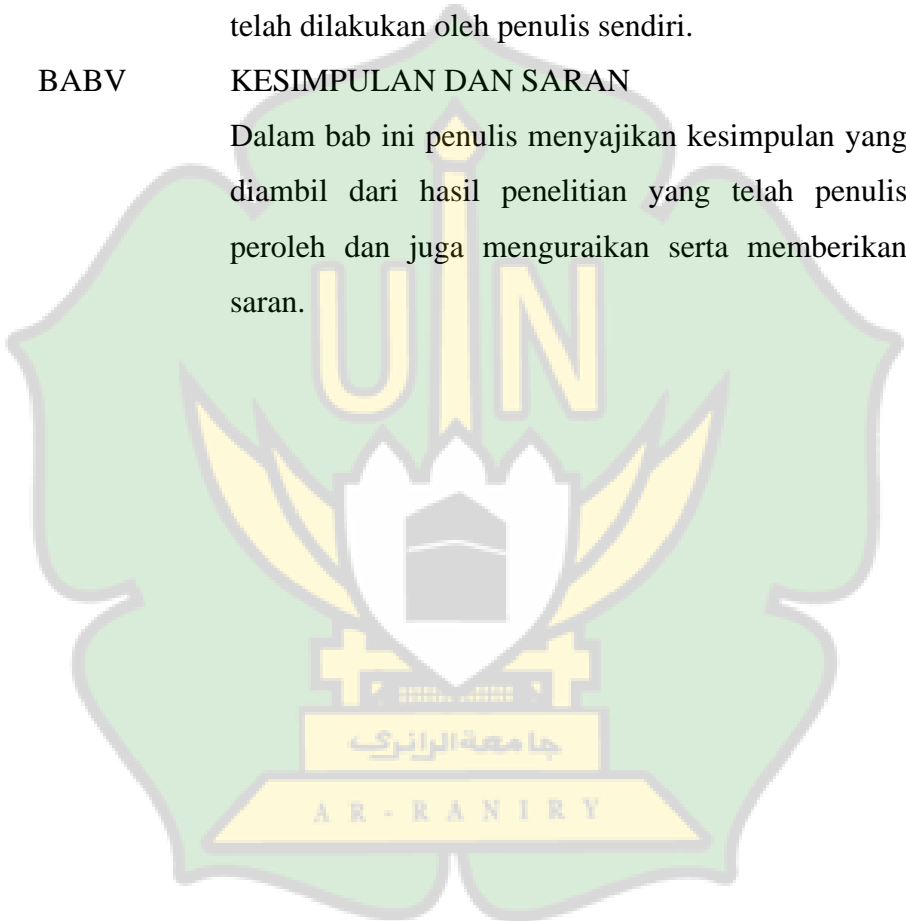 telah dilakukan oleh penulis sendiri.
BABV KESIMPULAN DAN SARAN
Dalam bab ini penulis menyajikan kesimpulan yang
diambil dari hasil penelitian yang telah penulis
peroleh dan juga menguraikan serta memberikan
saran.
UIN
جامعة الرانري
AR-RANIRY